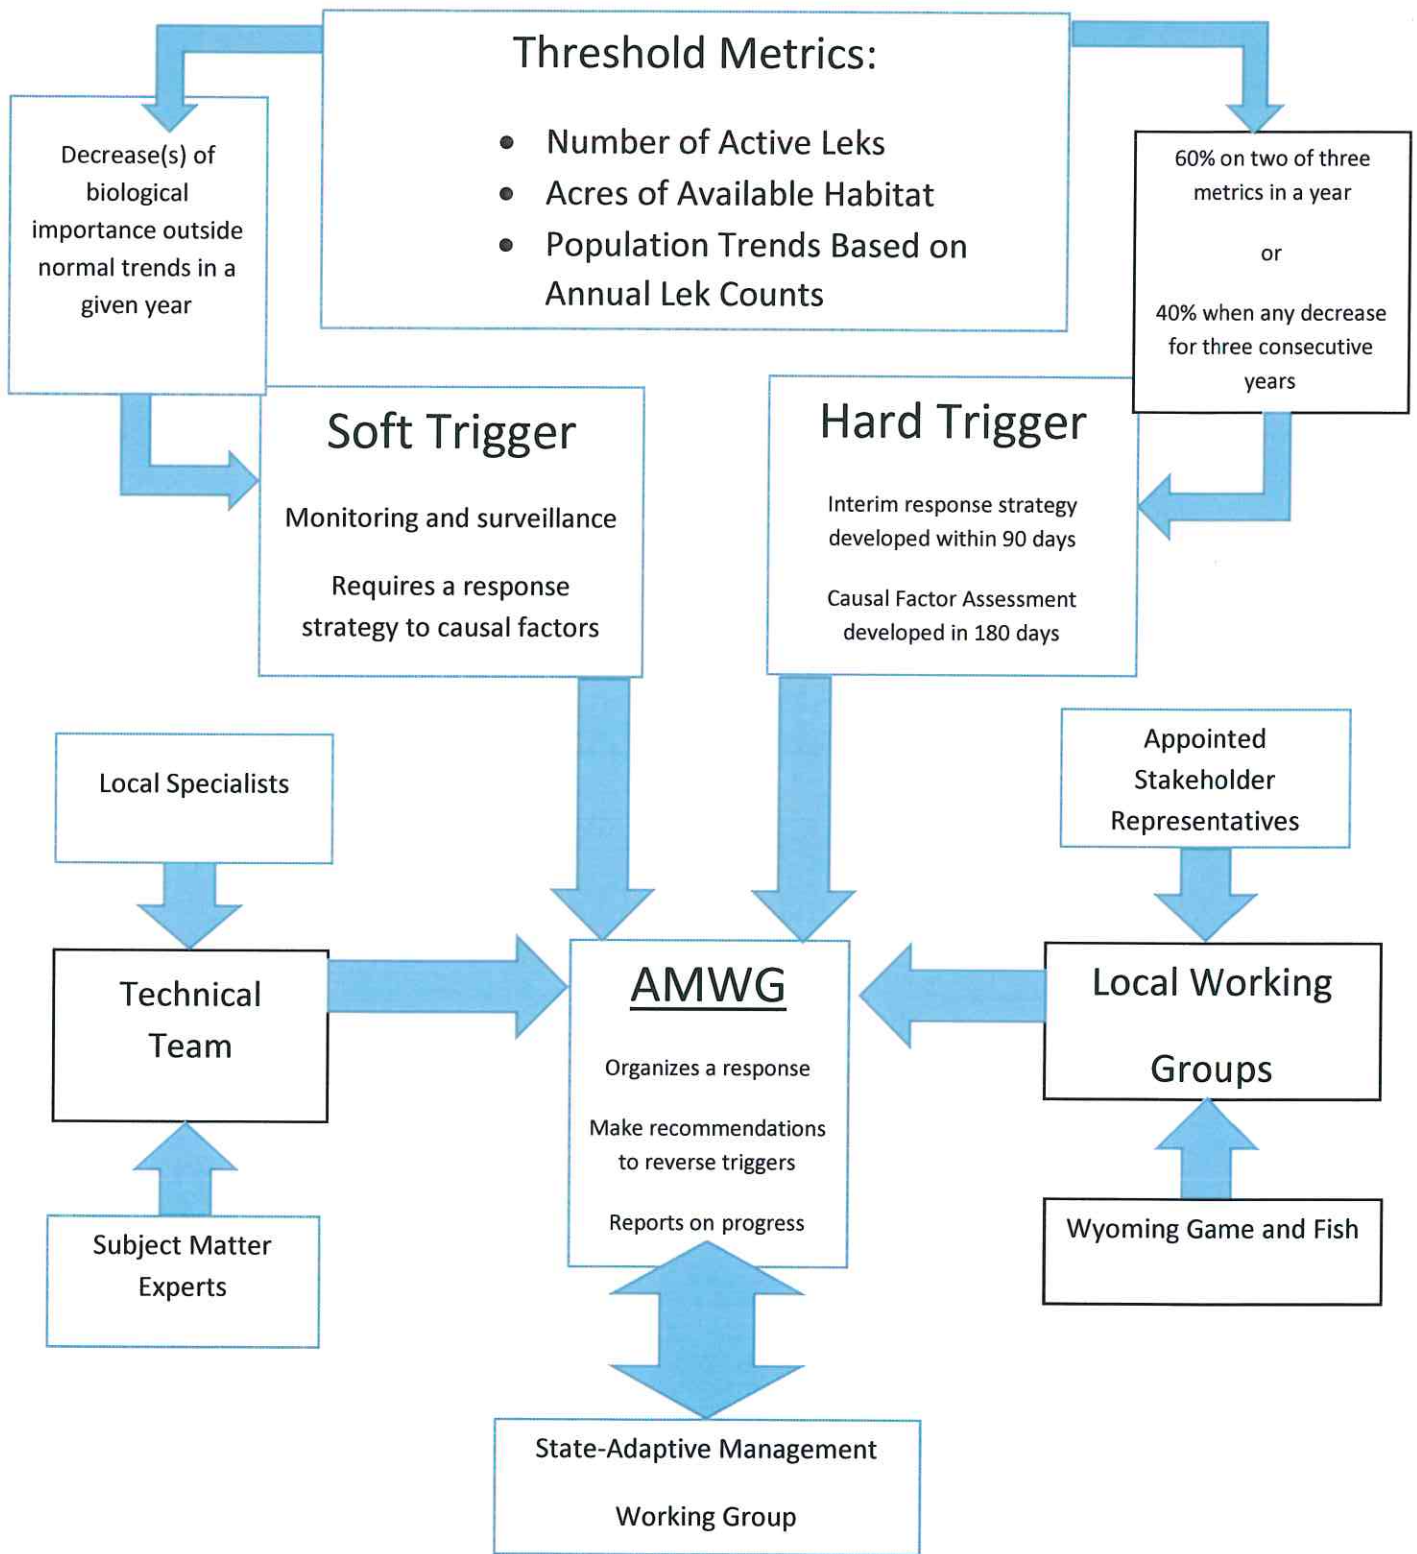 Threshold Metrics:
• Number of Active Leks
• Acres of Available Habitat
• Population Trends Based on
Annual Lek Counts
Decrease(s) of
biological
importance outside
normal trends in a
given year
60% on two of three
metrics in a year
or
40% when any decrease
for three consecutive
years
Soft Trigger
Monitoring and surveillance
Requires a response
strategy to causal factors
Hard Trigger
Interim response strategy
developed within 90 days
Causal Factor Assessment
developed in 180 days
Local Specialists
Appointed
Stakeholder
Representatives
Technical
Team
AMWG
Organizes a response
Make recommendations
to reverse triggers
Reports on progress
Local Working
Groups
Subject Matter
Experts
Wyoming Game and Fish
State-Adaptive Management
Working Group